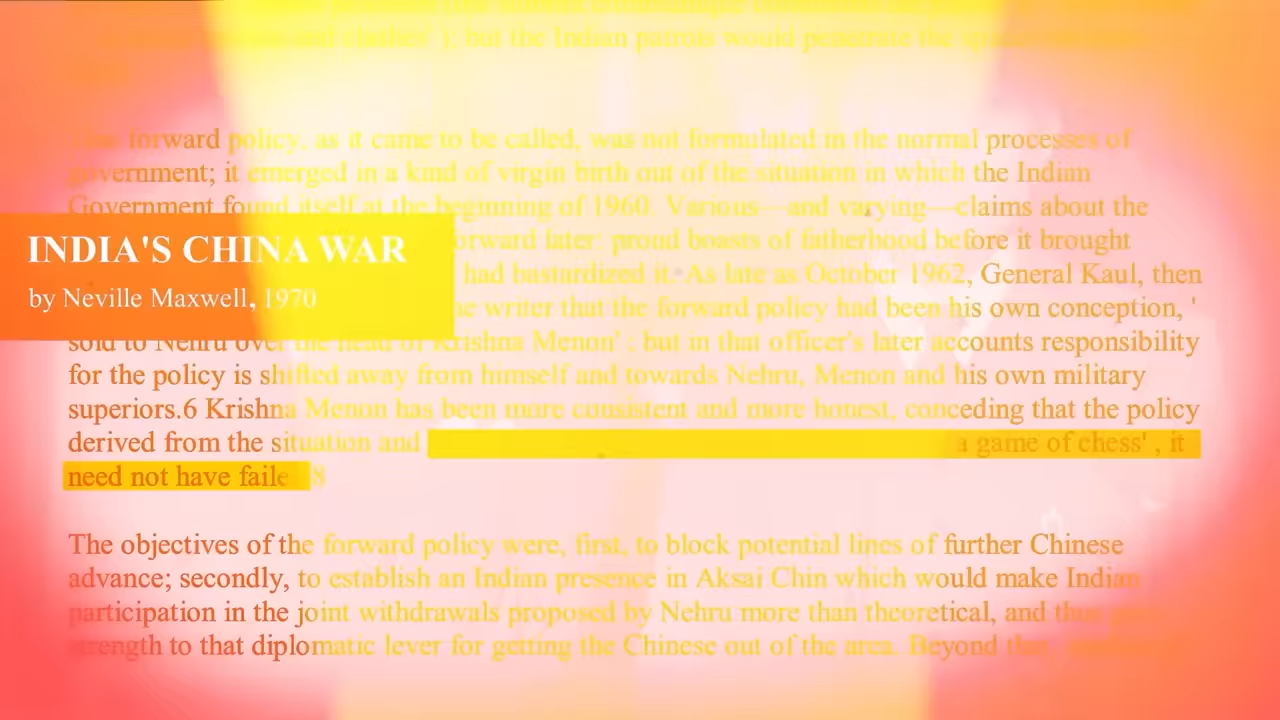 but the Indian patrols would penetrate the
forward policy, as it came to be called, was not formulated in the normal processes of
government; it emerged in a kind of virgin birth out of the situation in which the Indian
Government found itself at the beginning of 1960. Various—and varying—claims about the
INDIA'S CHINA WAR
by Neville Maxwell, 1970
forward later: proud boasts of fatherhood before it brought
had bastardized it. As late as October 1962, General Kaul, then
writer that the forward policy had been his own conception, '
sold to Nehru over the head of Krishna Menon' ; but in that officer's later accounts responsibility
for the policy is shifted away from himself and towards Nehru, Menon and his own military
superiors.6 Krishna Menon has been more consistent and more honest, conceding that the policy
derived from the situation and
a game of chess' , it
need not have faile 8
The objectives of the forward policy were, first, to block potential lines of further Chinese
advance; secondly, to establish an Indian presence in Aksai Chin which would make Indian
participation in the joint withdrawals proposed by Nehru more than theoretical, and thus
strength to that diplomatic lever for getting the Chinese out of the area. Beyond that,